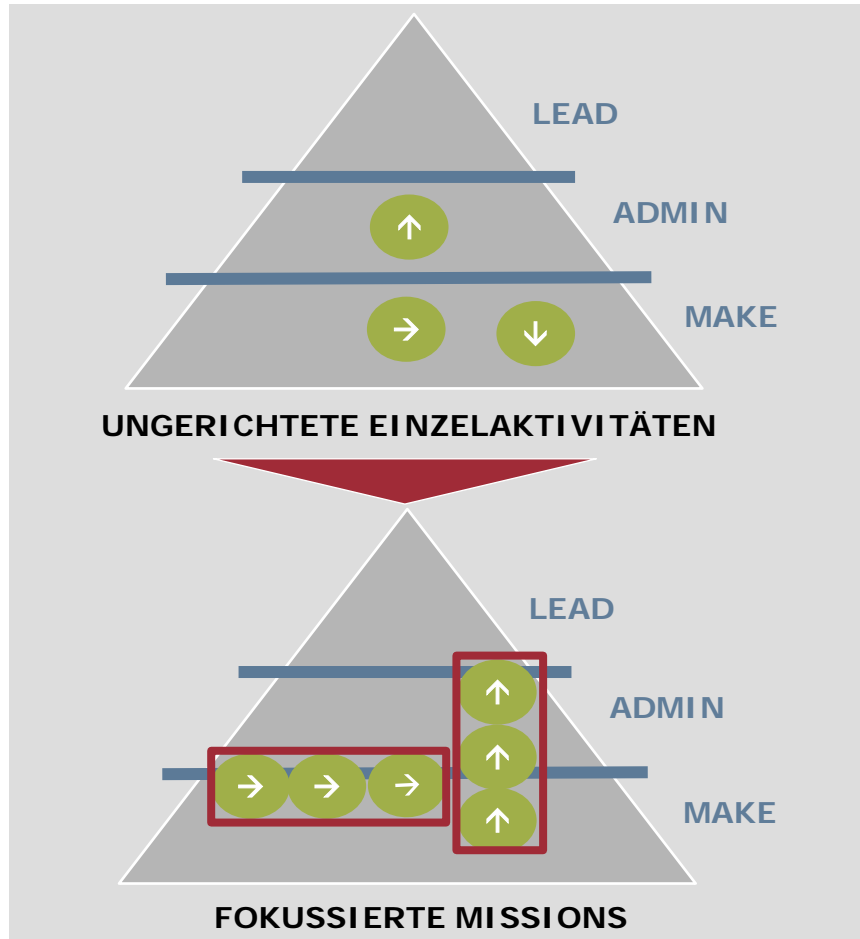 LEAD
ADMIN
MAKE
UNGERICHTETE EINZELAKTIVITÄTEN
LEAD
ADMIN
MAKE
FOKUSSIERTE MISSIONS